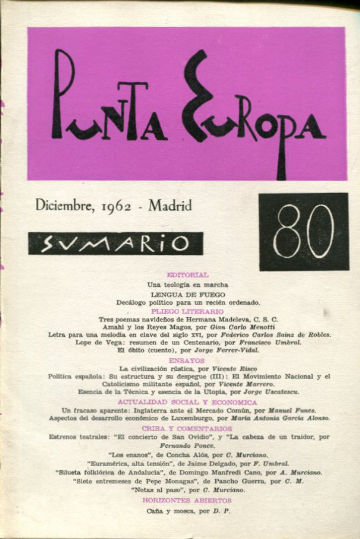 PUNTA EUROPA
Diciembre, 1962 - Madrid
80
SUMARIO
EDITORIAL
Una teología en marcha
LENGUA DE FUEGO
Decálogo político para un recién ordenado.
PLIEGO LITERARIO
Tres poemas navideños de Hermana Madeleva, C. S. C.
Amahl y los Reyes Magos, por Gian Carlo Menotti
Letra para una melodía en clave del siglo XVI, por Federico Carlos Sainz de Robles.
Lope de Vega: resumen de un Centenario, por Francisco Umbral.
El óbito (cuento), por Jorge Ferrer-Vidal.
ENSAYOS
La civilización rústica, por Vicente Risco
Política española: Su estructura y su despegue (III): El Movimiento Nacional y el
Catolicismo militante español, por Vicente Marrero.
Esencia de la Técnica y esencia de la Utopía, por Jorge Uscatescu.
ACTUALIDAD SOCIAL Y ECONOMICA
Un fracaso aparente: Inglaterra ante el Mercado Común, por Manuel Funes.
Aspectos del desarrollo económico de Luxemburgo, por María Antonia García Alonso.
CRIBA Y COMENTARIOS
Estrenos teatrales: "El concierto de San Ovidio", y "La cabeza de un traidor, por
Fernando Ponce.
"Los enanos", de Concha Alós, por C. Murciano.
"Euramérica, alta tensión", de Jaime Delgado, por F. Umbral.
"Silueta folklórica de Andalucía", de Domingo Manfredi Cano, por A. Murciano.
"Siete entremeses de Pepe Monagas", de Pancho Guerra, por C. M.
"Notas al paso", por C. Murciano.
HORIZONTES ABIERTOS
Caña y mosca, por D. P.